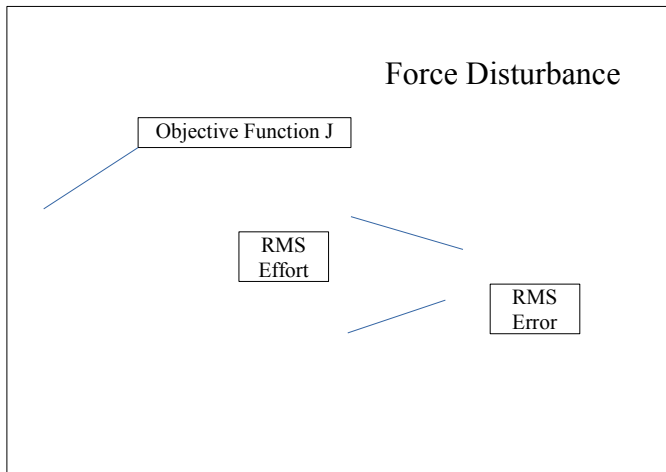 Force Disturbance
Objective Function J
RMS
Effort
RMS
Error